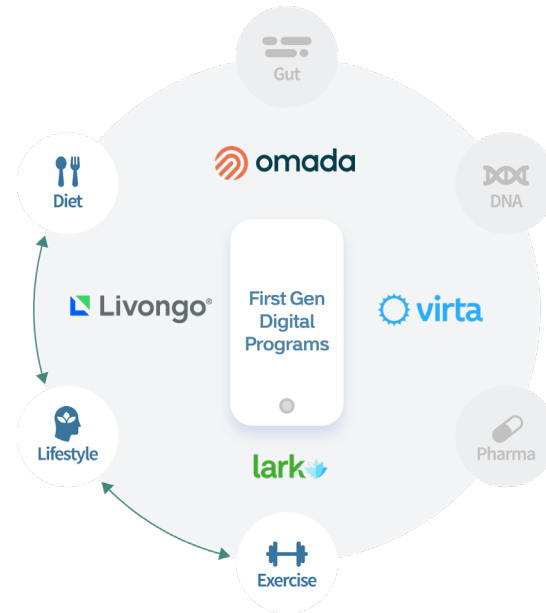 Gut
omada
Diet
DNA
Livongo®
First Gen
Digital
Programs
virta
Lifestyle
Pharma
lark
Exercise